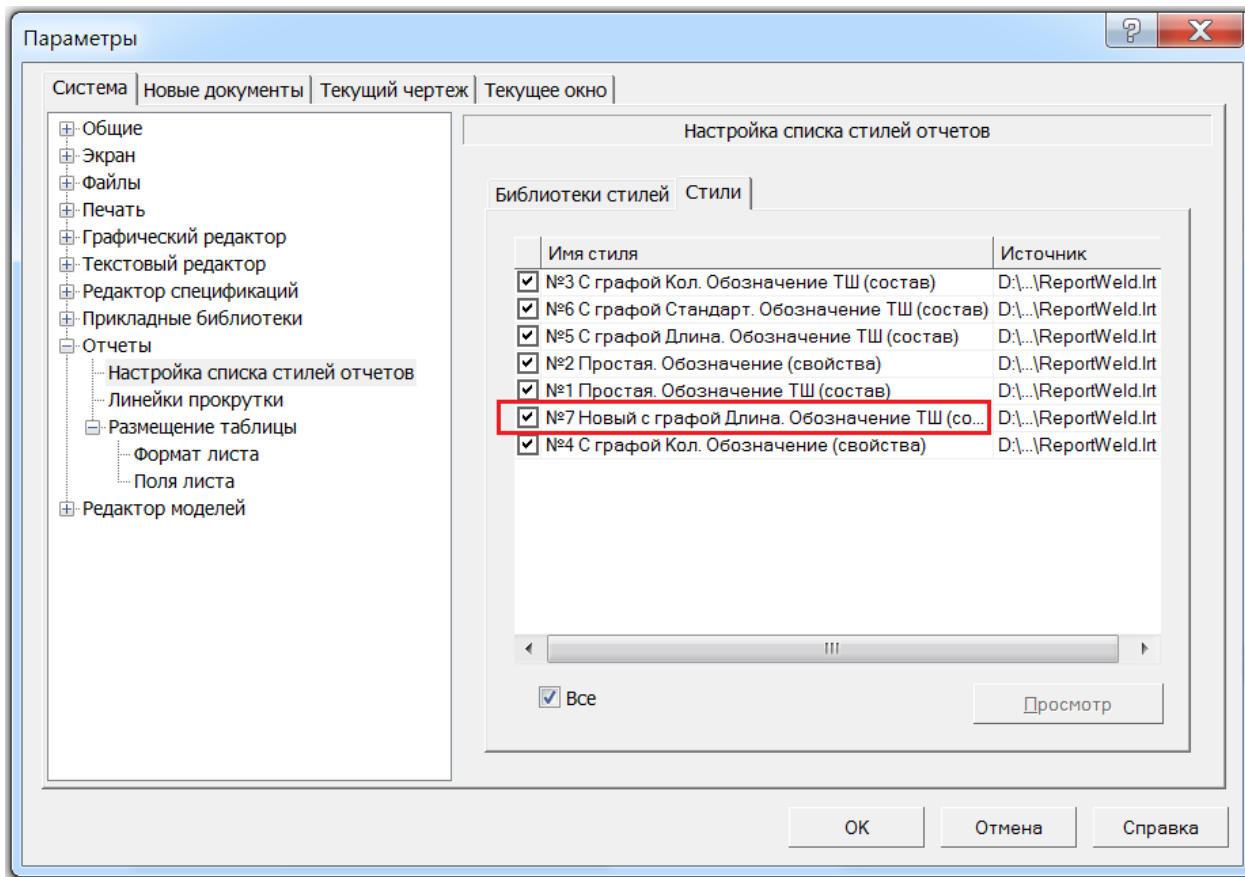 Параметры
Система Новые документы Текущий чертеж Текущее окно
Общие
Экран
Файлы
Печать
Графический редактор
Текстовый редактор
Редактор спецификаций
Прикладные библиотеки
Отчеты
Настройка списка стилей отчетов
Линейки прокрутки
Размещение таблицы
Формат листа
Поля листа
Редактор моделей
Настройка списка стилей отчетов
Библиотеки стилей Стили
Имя стиля Источник
№3 С графой Кол. Обозначение ТШ (состав) D:\...\ReportWeld.lrt
№6 С графой Стандарт. Обозначение ТШ (состав) D:\...\ReportWeld.lrt
№5 С графой Длина. Обозначение ТШ (состав) D:\...\ReportWeld.lrt
№2 Простая. Обозначение (свойства) D:\...\ReportWeld.lrt
№1 Простая. Обозначение ТШ (состав) D:\...\ReportWeld.lrt
№7 Новый с графой Длина. Обозначение ТШ (со... D:\...\ReportWeld.lrt
№4 С графой Кол. Обозначение (свойства) D:\...\ReportWeld.lrt
Все
Просмотр
ОК Отмена Справка